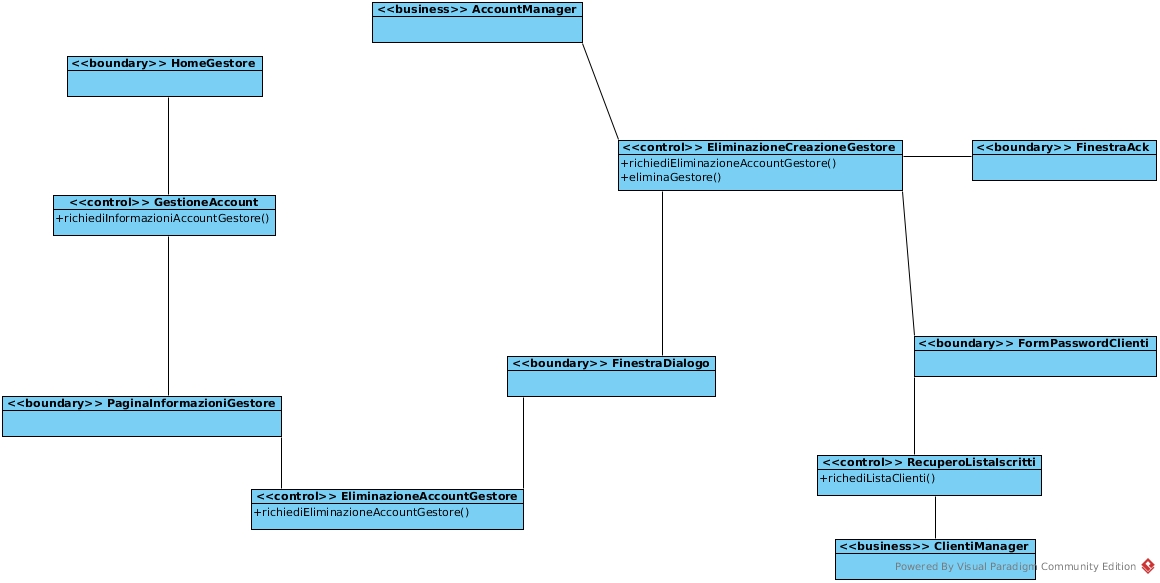 <<business>> AccountManager
<<boundary>> HomeGestore
<<control>> EliminazioneCreazioneGestore
+richiediEliminazioneAccountGestore()
+eliminaGestore()
<<boundary>> FinestraAck
<<control>> GestioneAccount
+richiediInformazioniAccountGestore()
<<boundary>> FormPasswordClienti
<<boundary>> FinestraDialogo
<<boundary>> PaginaInformazioniGestore
<<control>> RecuperoListaIscritti
+richediListaClienti()
<<control>> EliminazioneAccountGestore
+richiediEliminazioneAccountGestore()
<<business>> ClientiManager
Powered By Visual Paradigm Community Edition